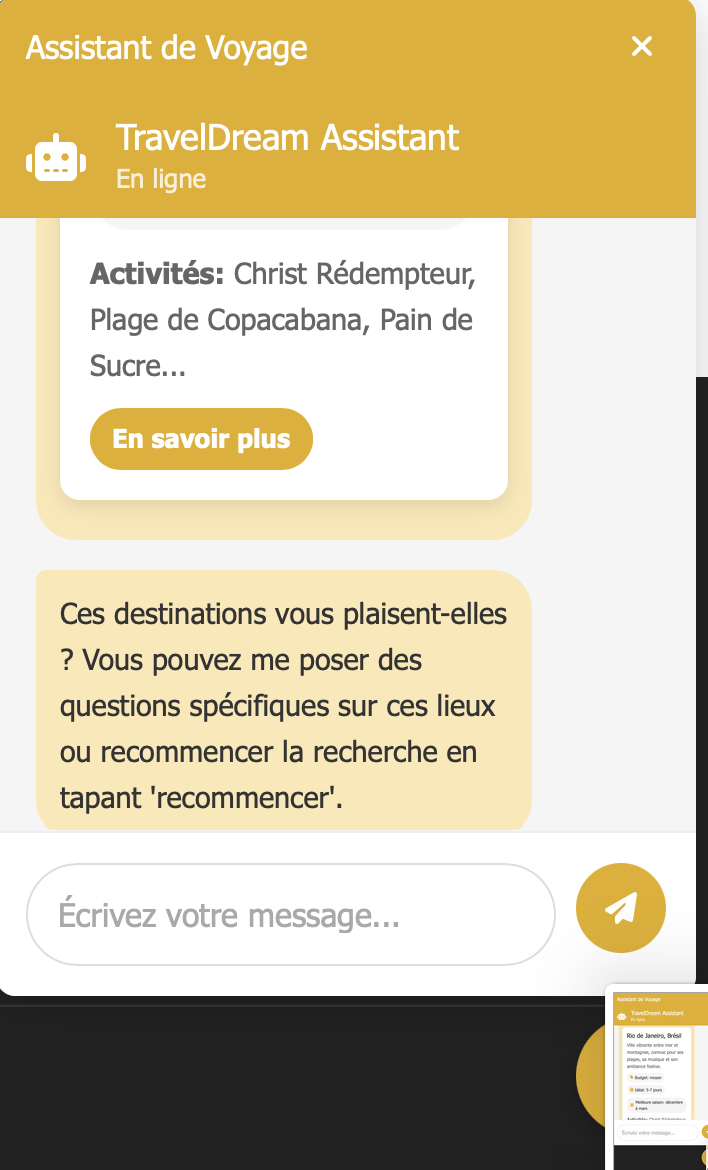 Assistant de Voyage
TravelDream Assistant
En ligne
Activités: Christ Rédempteur,
Plage de Copacabana, Pain de
Sucre...
En savoir plus
Ces destinations vous plaisent-elles
? Vous pouvez me poser des
questions spécifiques sur ces lieux
ou recommencer la recherche en
tapant 'recommencer'.
Écrivez votre message...
Assistant de Voyage
TravelDream Assistant
En ligne
Rio de Janeiro, Brésil
Ville vibrante entre mer et
montagnes, connue pour ses
plages, sa musique et son
ambiance festive.
Budget: moyen
Idéal: 5-7 jours
Meilleure saison: décembre
à mars
Écrivez votre message...